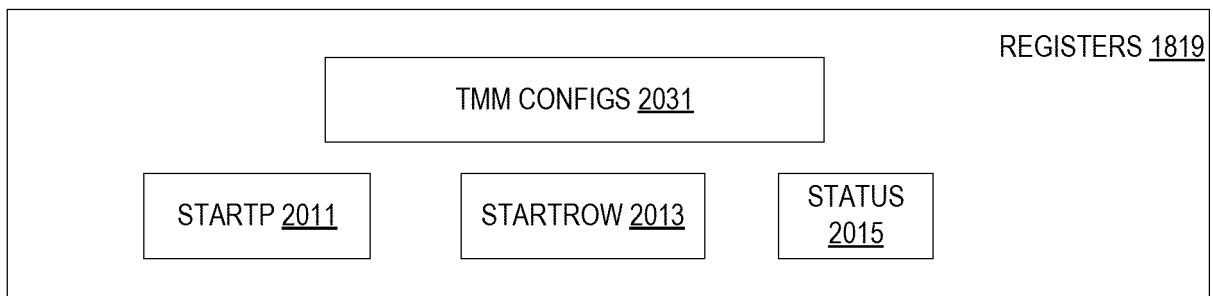 REGISTERS 1819
TMM CONFIGS 2031
STARTP 2011
STARTROW 2013
STATUS
2015